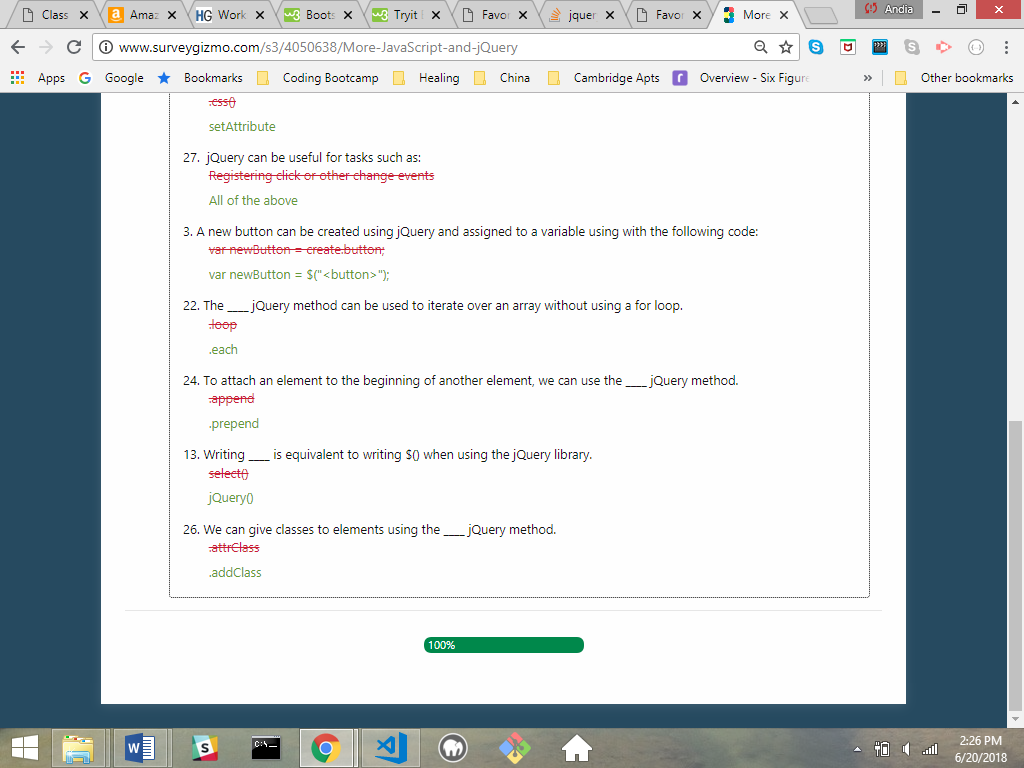 Class
Amaz
HG Work
w3 Boots
w3 Tryit
Favor
jquer
Favor
More
Andia
www.surveygizmo.com/s3/4050638/More-JavaScript-and-jQuery
Apps
Google
Bookmarks
Coding Bootcamp
Healing
China
Cambridge Apts
r Overview - Six Figure
»
Other bookmarks
.css()
setAttribute
27. jQuery can be useful for tasks such as:
Registering click or other change events
All of the above
3. A new button can be created using jQuery and assigned to a variable using with the following code:
var newButton = create.button;
var newButton = $("<button>");
22. The ____ jQuery method can be used to iterate over an array without using a for loop.
.loop
.each
24. To attach an element to the beginning of another element, we can use the ____ jQuery method.
.append
.prepend
13. Writing ____ is equivalent to writing $() when using the jQuery library.
select()
jQuery()
26. We can give classes to elements using the ____ jQuery method.
.attrClass
.addClass
100%
2:26 PM
6/20/2018